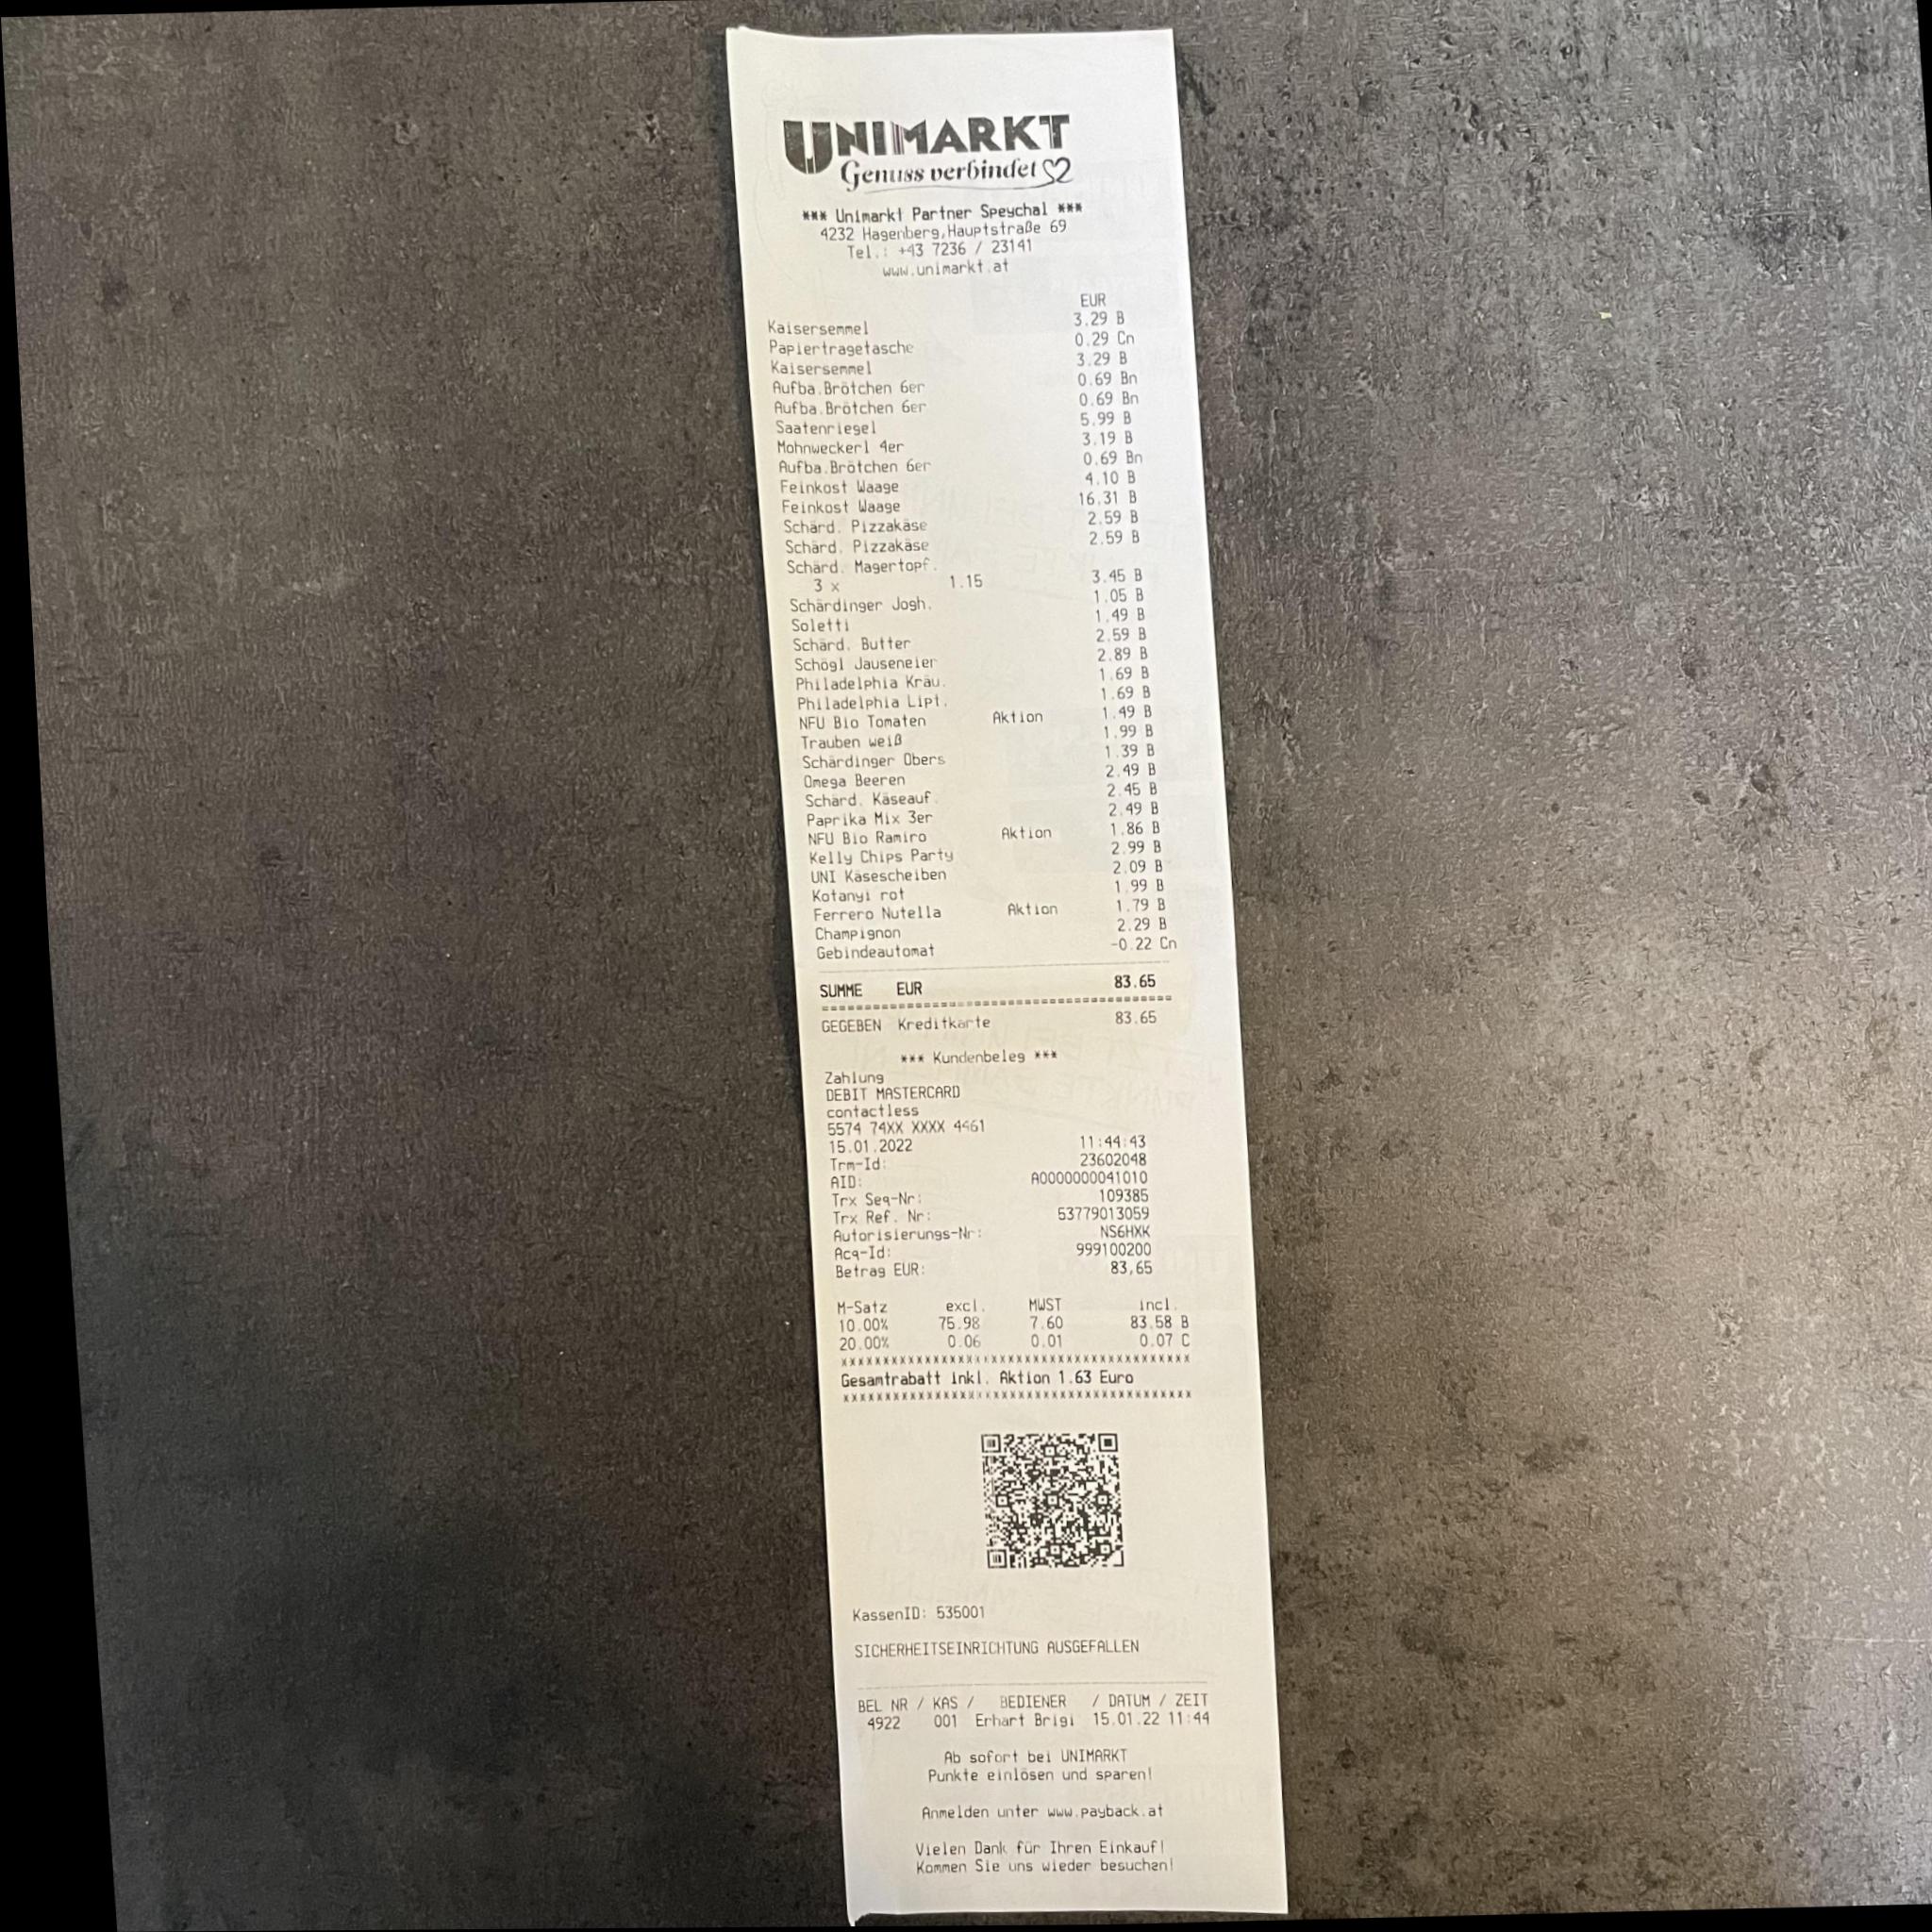 UNIMARKT
Genuss verbindet
*** Unimarkt Partner Speychal ***
4232 Hagenberg,Hauptstraße 69
Tel.: +43 7236 / 23141
www.unimarkt.at
EUR
Kaisersemmel 3.29 B
Papiertragetasche 0.29 Cn
Kaisersemmel 3.29 B
Aufba.Brötchen 6er 0.69 Bn
Aufba.Brötchen 6er 0.69 Bn
Saatenriegel 5.99 B
Mohnweckerl 4er 3.19 B
Aufba.Brötchen 6er 0.69 Bn
Feinkost Waage 4.10 B
Feinkost Waage 16.31 B
Schärd. Pizzakäse 2.59 B
Schärd. Pizzakäse 2.59 B
Schärd. Magertopf.
3 x 1.15 3.45 B
Schärdinger Jogh. 1.05 B
Soletti 1.49 B
Schärd. Butter 2.59 B
Schögl Jauseneier 2.89 B
Philadelphia Kräu. 1.69 B
Philadelphia Lipt. 1.69 B
NFU Bio Tomaten Aktion 1.49 B
Trauben weiß 1.99 B
Schärdinger Obers 1.39 B
Omega Beeren 2.49 B
Schärd. Käseauf. 2.45 B
Paprika Mix 3er 2.49 B
NFU Bio Ramiro Aktion 1.86 B
Kelly Chips Party 2.99 B
UNI Käsescheiben 2.09 B
Kotanyi rot 1.99 B
Ferrero Nutella Aktion 1.79 B
Champignon 2.29 B
Gebindeautomat -0.22 Cn
SUMME EUR 83.65
========================================
GEGEBEN Kreditkarte 83.65
*** Kundenbeleg ***
Zahlung
DEBIT MASTERCARD
contactless
5574 74XX XXXX 4461
15.01.2022 11:44:43
Trm-Id: 23602048
AID: A0000000041010
Trx Seq-Nr: 109385
Trx Ref. Nr: 53779013059
Autorisierungs-Nr: NS6HXK
Acq-Id: 999100200
Betrag EUR: 83,65
M-Satz excl. MWST incl.
10.00% 75.98 7.60 83.58 B
20.00% 0.06 0.01 0.07 C
xxxxxxxxxxxxxxxxxxxxxxxxxxxxxxxxxxxxxxxxxx
Gesamtrabatt inkl. Aktion 1.63 Euro
xxxxxxxxxxxxxxxxxxxxxxxxxxxxxxxxxxxxxxxxxx
KassenID: 535001
SICHERHEITSEINRICHTUNG AUSGEFALLEN
BEL NR / KAS / BEDIENER / DATUM / ZEIT
4922 001 Erhart Brigi 15.01.22 11:44
Ab sofort bei UNIMARKT
Punkte einlösen und sparen!
Anmelden unter www.payback.at
Vielen Dank für Ihren Einkauf!
Kommen Sie uns wieder besuchen!